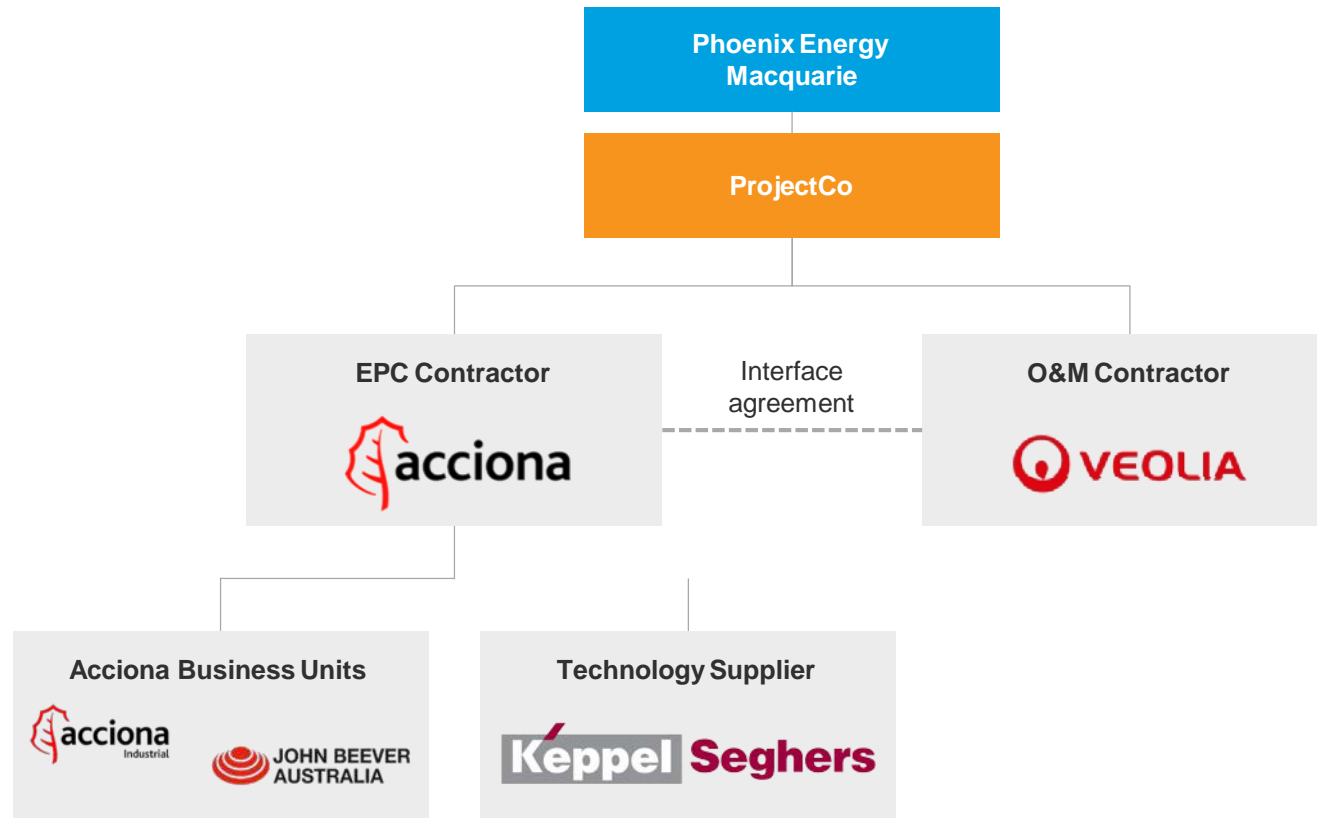 Phoenix Energy
Macquarie
ProjectCo
EPC Contractor
acciona
Interface
agreement
O&M Contractor
VEOLIA
Acciona Business Units
acciona
Industrial
JOHN BEEVER
AUSTRALIA
Technology Supplier
Keppel Seghers